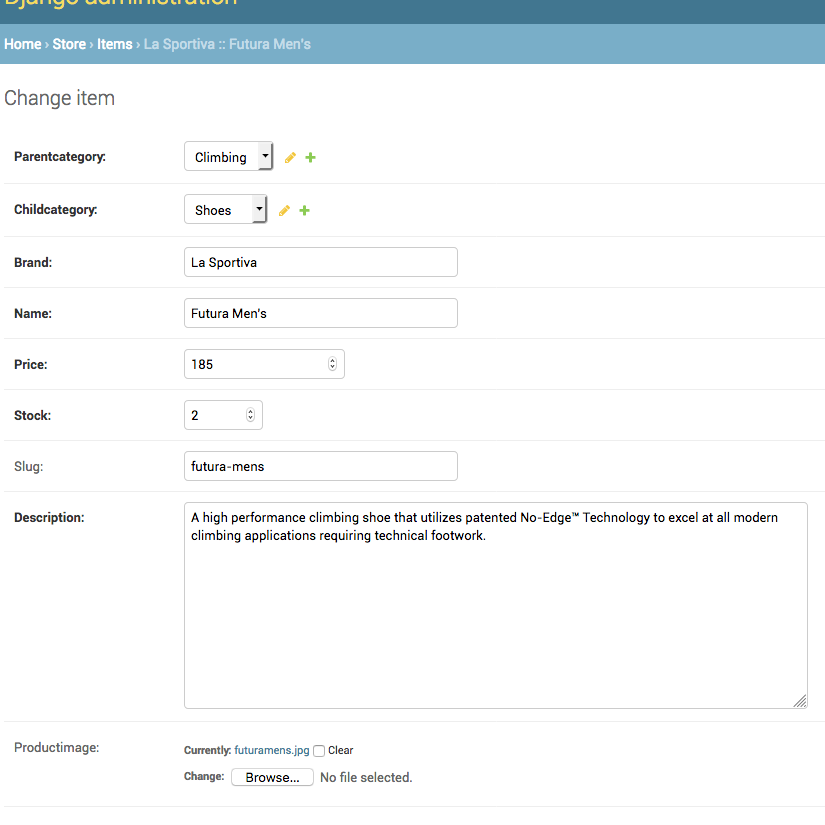 Django administration
Home › Store › Items › La Sportiva :: Futura Men's
Change item
Parentcategory: Climbing
Childcategory: Shoes
Brand: La Sportiva
Name: Futura Men's
Price: 185
Stock: 2
Slug: futura-mens
Description: A high performance climbing shoe that utilizes patented No-Edge™ Technology to excel at all modern
climbing applications requiring technical footwork.
Productimage: Currently: futuramens.jpg Clear
Change: Browse... No file selected.